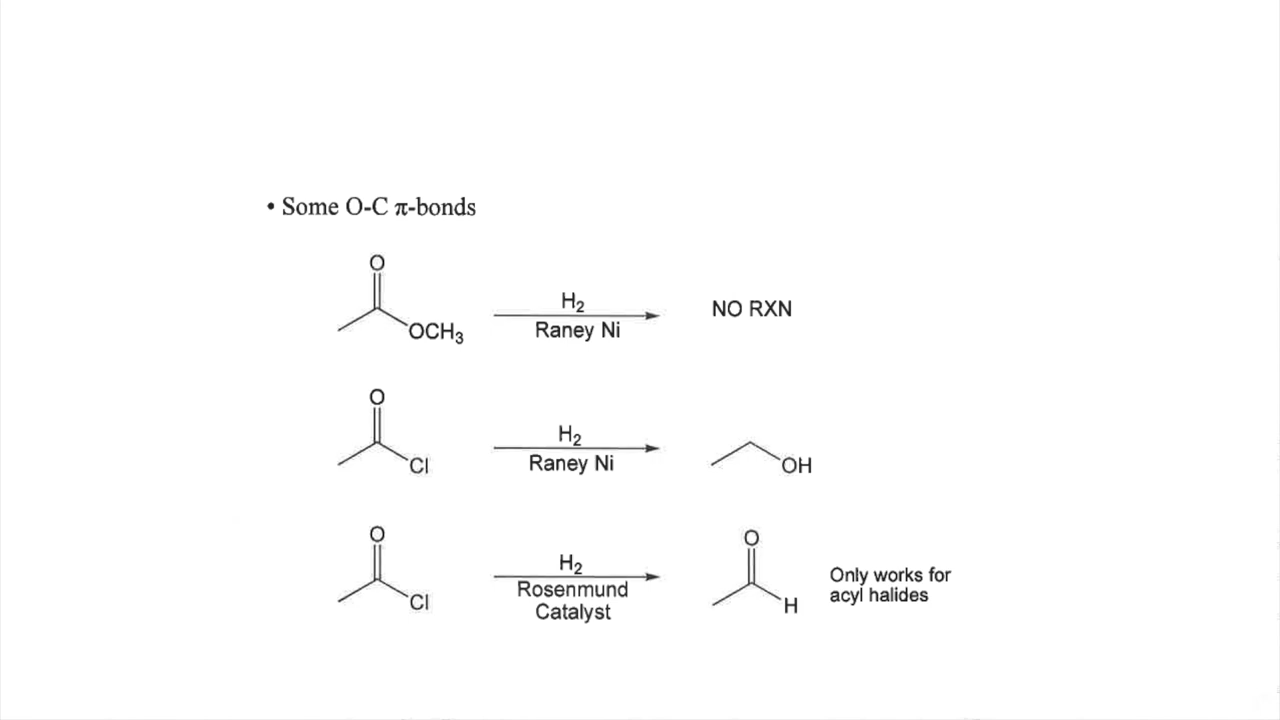 • Some O-C π-bonds
O
OCH₃
H₂
Raney Ni
NO RXN
O
Cl
H₂
Raney Ni
OH
O
Cl
H₂
Rosenmund
Catalyst
O
H
Only works for
acyl halides